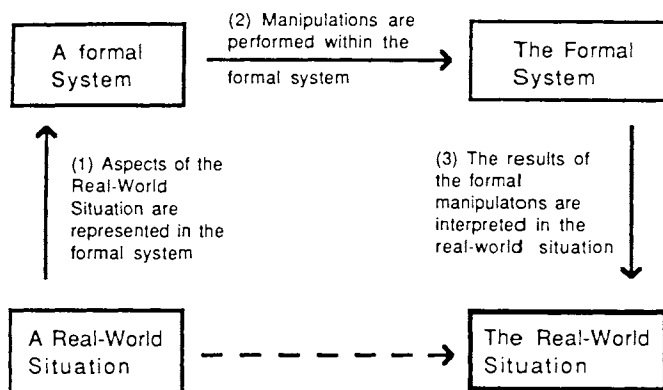 A formal
System
(2) Manipulations are
performed within the
formal system
The Formal
System
(1) Aspects of the
Real-World
Situation are
represented in the
formal system
(3) The results of
the formal
manipulatons are
interpreted in the
real-world situation
A Real-World
Situation
The Real-World
Situation